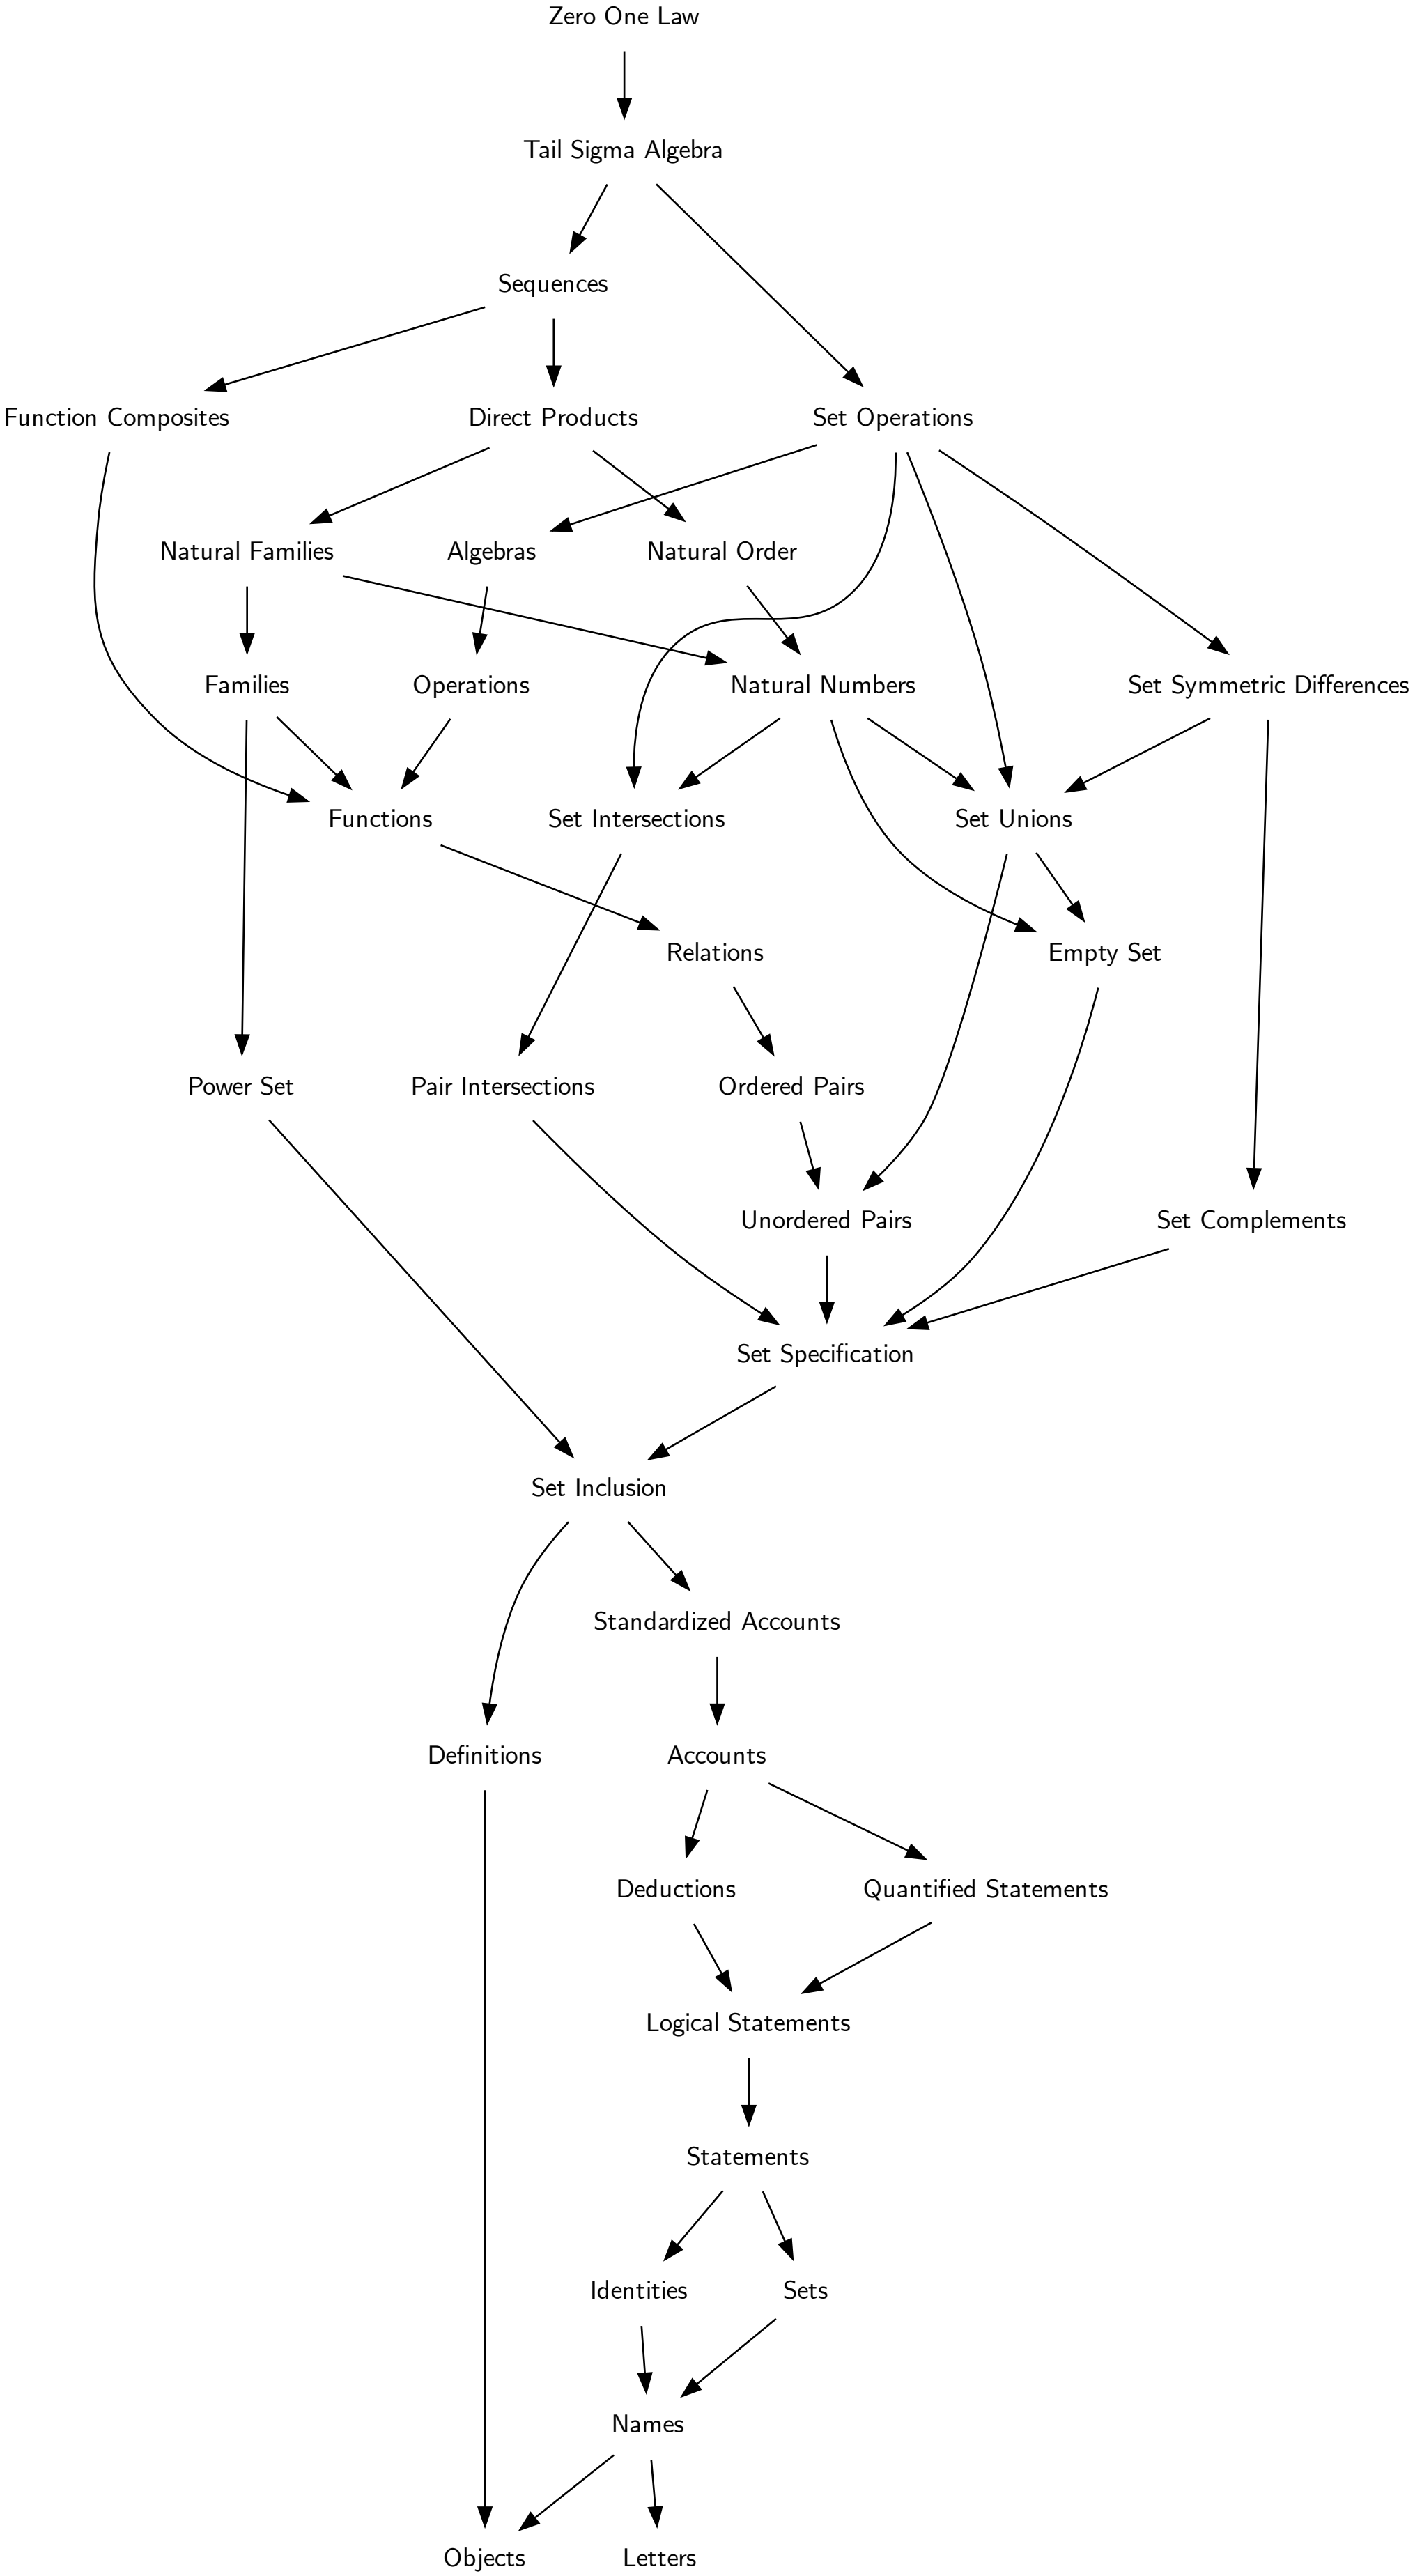 Zero One Law
Tail Sigma Algebra
Sequences
Function Composites
Direct Products
Set Operations
Natural Families
Algebras
Natural Order
Families
Operations
Natural Numbers
Set Symmetric Differences
Functions
Set Intersections
Set Unions
Relations
Empty Set
Power Set
Pair Intersections
Ordered Pairs
Unordered Pairs
Set Complements
Set Specification
Set Inclusion
Standardized Accounts
Definitions
Accounts
Deductions
Quantified Statements
Logical Statements
Statements
Identities
Sets
Names
Objects
Letters